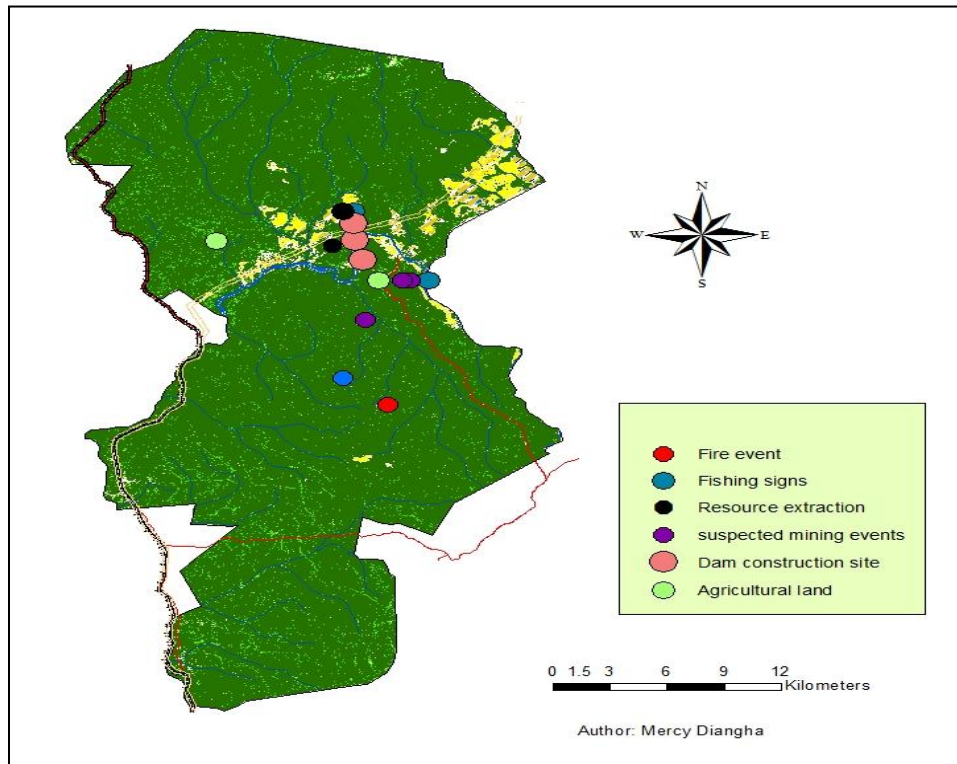 N
W E
S
Fire event
Fishing signs
Resource extraction
suspected mining events
Dam construction site
Agricultural land
0 1.5 3 6 9 12
Kilometers
Author: Mercy Diangha